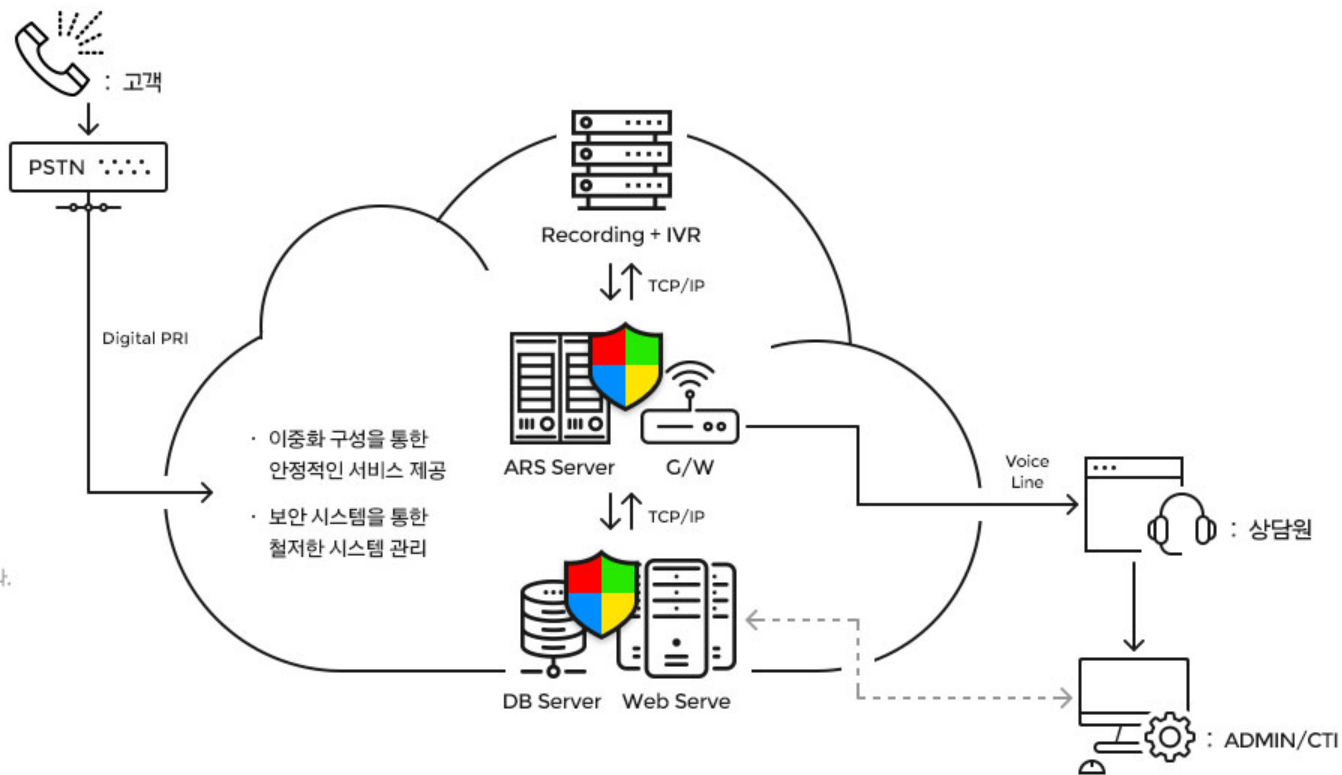 : 고객
PSTN
Recording + IVR
TCP/IP
Digital PRI
· 이중화 구성을 통한
안정적인 서비스 제공
· 보안 시스템을 통한
철저한 시스템 관리
ARS Server
G/W
Voice
Line
: 상담원
TCP/IP
DB Server
Web Serve
: ADMIN/CTI